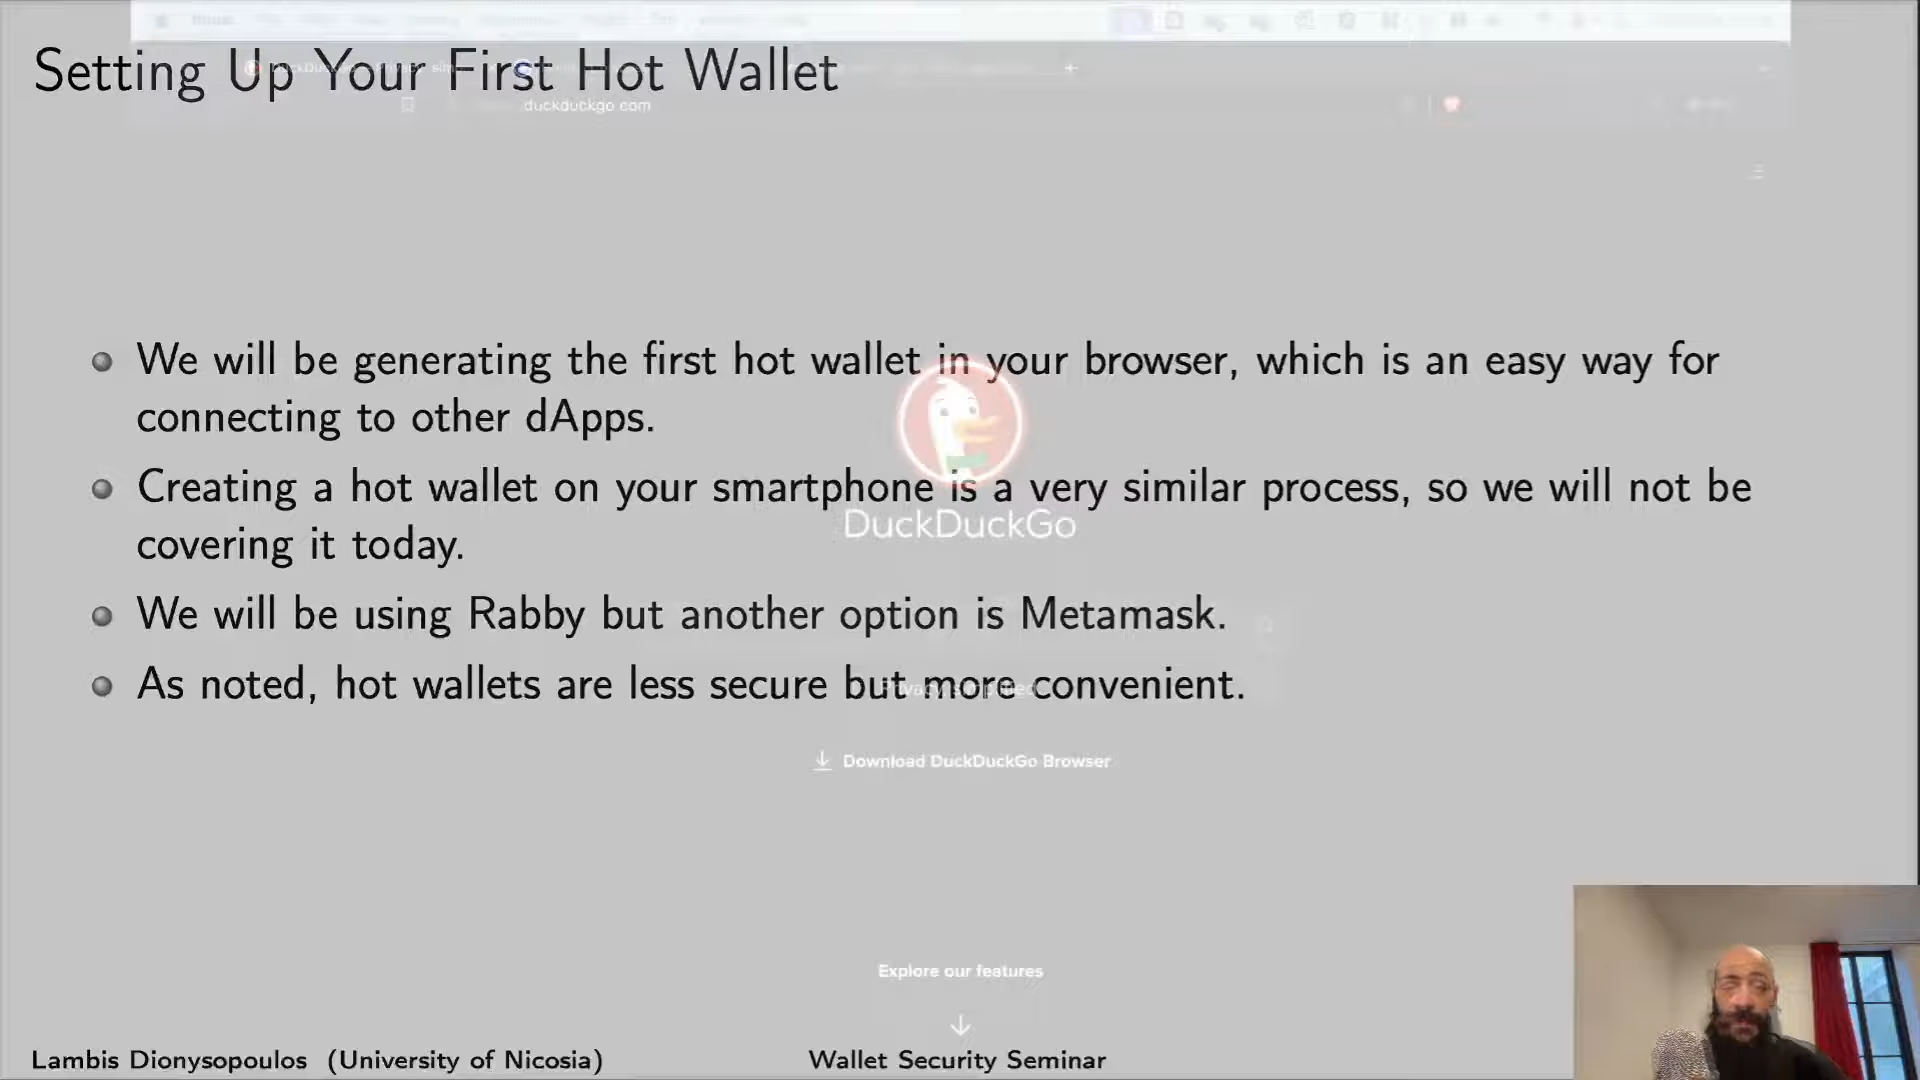 Setting Up Your First Hot Wallet
duckduckgo.com
We will be generating the first hot wallet in your browser, which is an easy way for
connecting to other dApps.
Creating a hot wallet on your smartphone is a very similar process, so we will not be
covering it today.
DuckDuckGo
We will be using Rabby but another option is Metamask.
As noted, hot wallets are less secure but more convenient.
Download DuckDuckGo Browser
Explore our features
Lambis Dionysopoulos (University of Nicosia)
Wallet Security Seminar